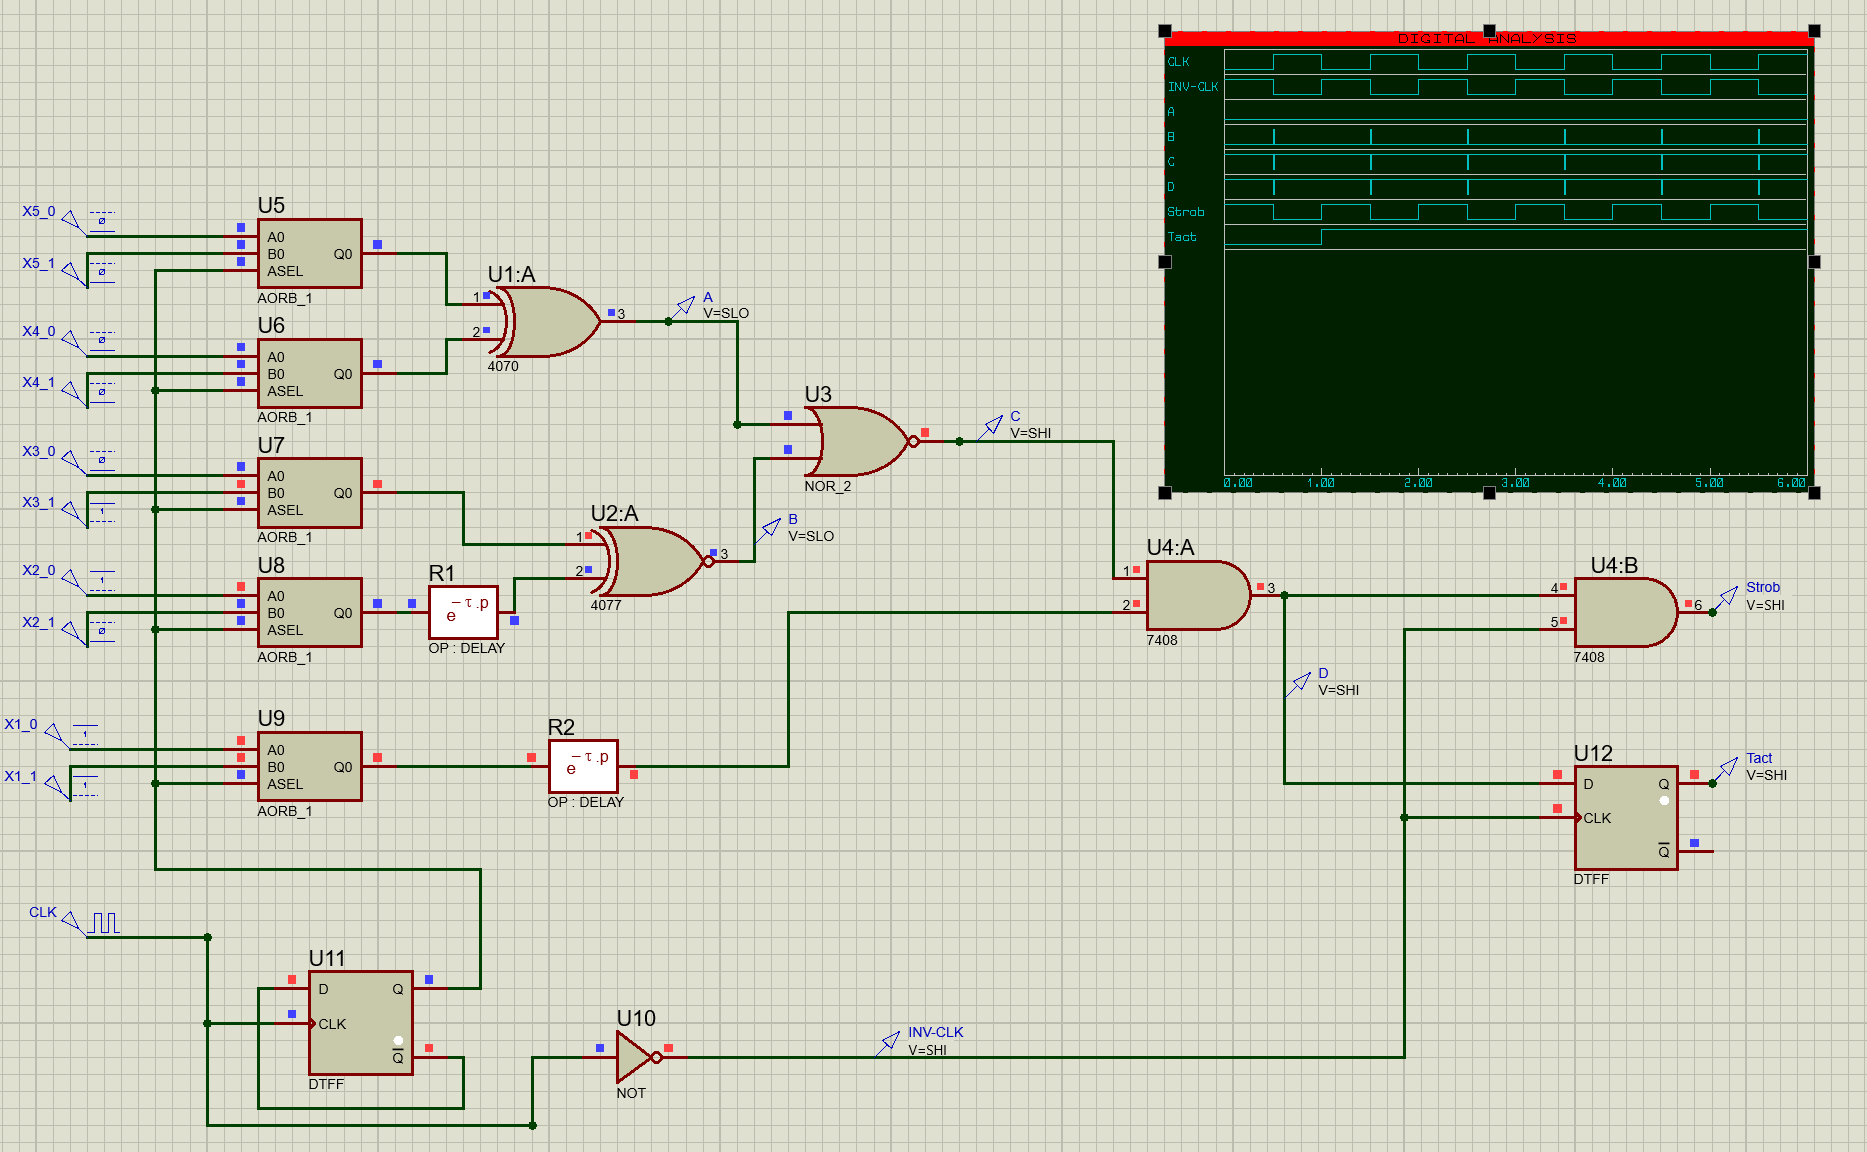 DIGITAL ANALYSIS
CLK
INV-CLK
A
B
C
D
Strob
Tact
0.00 1.00 2.00 3.00 4.00 5.00 6.00
X5_0
X5_1
U5
A0
B0
ASEL
Q0
AORB_1
X4_0
X4_1
U6
A0
B0
ASEL
Q0
AORB_1
X3_0
X3_1
U7
A0
B0
ASEL
Q0
AORB_1
X2_0
X2_1
U8
A0
B0
ASEL
Q0
AORB_1
X1_0
X1_1
U9
A0
B0
ASEL
Q0
AORB_1
U1:A
1
2
3
4070
A
V=SLO
U2:A
1
2
3
4077
B
V=SLO
R1
e −τ.p
OP : DELAY
R2
e −τ.p
OP : DELAY
U3
NOR_2
C
V=SHI
U4:A
1
2
3
7408
D
V=SHI
U4:B
4
5
6
7408
Strob
V=SHI
U12
D
Q
CLK
Q
DTFF
Tact
V=SHI
CLK
U11
D
Q
CLK
Q
DTFF
U10
NOT
INV-CLK
V=SHI